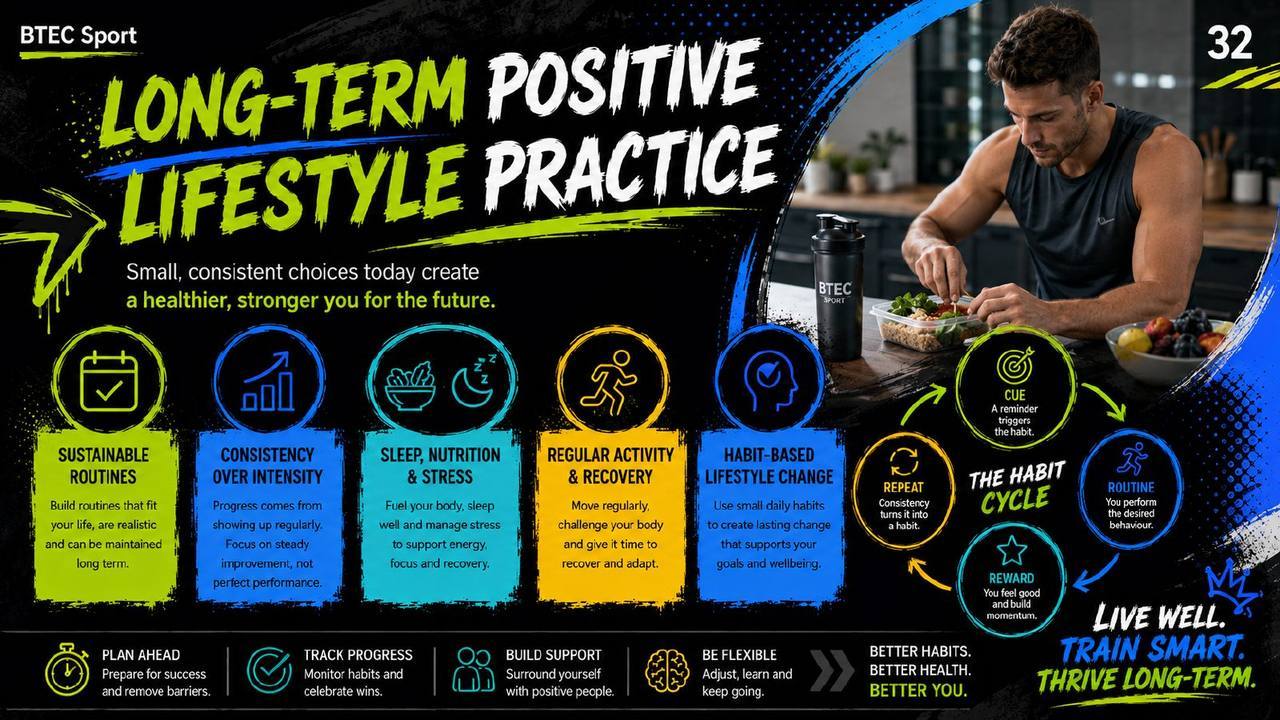 BTEC Sport
32
LONG-TERM POSITIVE
LIFESTYLE PRACTICE
Small, consistent choices today create
a healthier, stronger you for the future.
BTEC
SPORT
SUSTAINABLE
ROUTINES
Build routines that fit
your life, are realistic
and can be maintained
long term.
CONSISTENCY
OVER INTENSITY
Progress comes from
showing up regularly.
Focus on steady
improvement, not
perfect performance.
z z z
SLEEP, NUTRITION
& STRESS
Fuel your body, sleep
well and manage stress
to support energy,
focus and recovery.
REGULAR ACTIVITY
& RECOVERY
Move regularly,
challenge your body
and give it time to
recover and adapt.
HABIT-BASED
LIFESTYLE CHANGE
Use small daily habits
to create lasting change
that supports your
goals and wellbeing.
THE HABIT
CYCLE
CUE
A reminder
triggers
the habit.
ROUTINE
You perform
the desired
behaviour.
REWARD
You feel good
and build
momentum.
REPEAT
Consistency
turns it into
a habit.
PLAN AHEAD
Prepare for success
and remove barriers.
TRACK PROGRESS
Monitor habits and
celebrate wins.
BUILD SUPPORT
Surround yourself
with positive people.
BE FLEXIBLE
Adjust, learn and
keep going.
BETTER HABITS.
BETTER HEALTH.
BETTER YOU.
LIVE WELL.
TRAIN SMART.
THRIVE LONG-TERM.